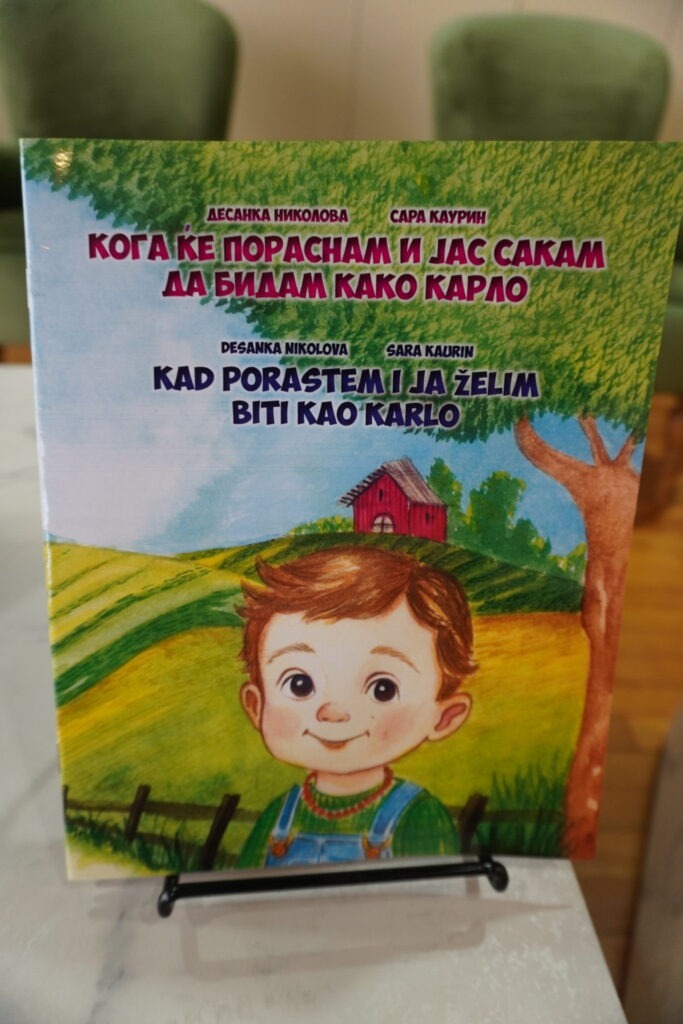 ДЕСАНКА НИКОЛОВА САРА КАУРИН
КОГА ЌЕ ПОРАСНАМ И ЈАС САКАМ
ДА БИДАМ КАКО КАРЛО
DESANKA NIKOLOVA SARA KAURIN
KAD PORASTEM I JA ŽELIM
BITI KAO KARLO